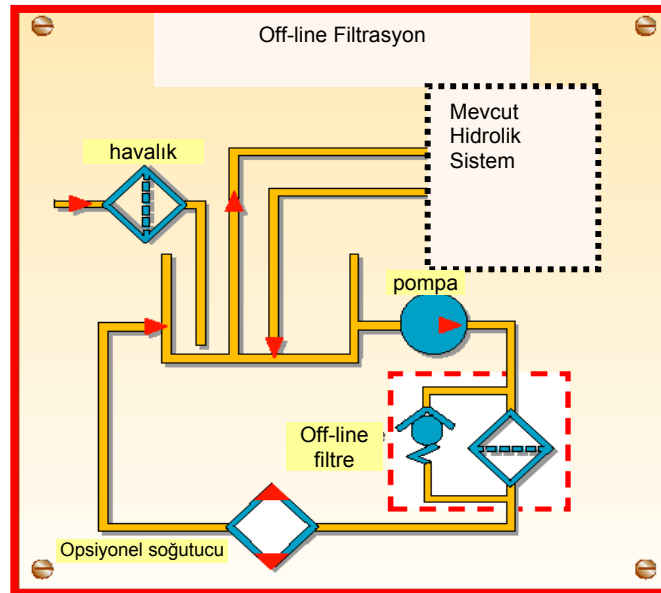 Off-line Filtrasyon
Mevcut
Hidrolik
Sistem
havalık
pompa
Off-line
filtre
Opsiyonel soğutucu